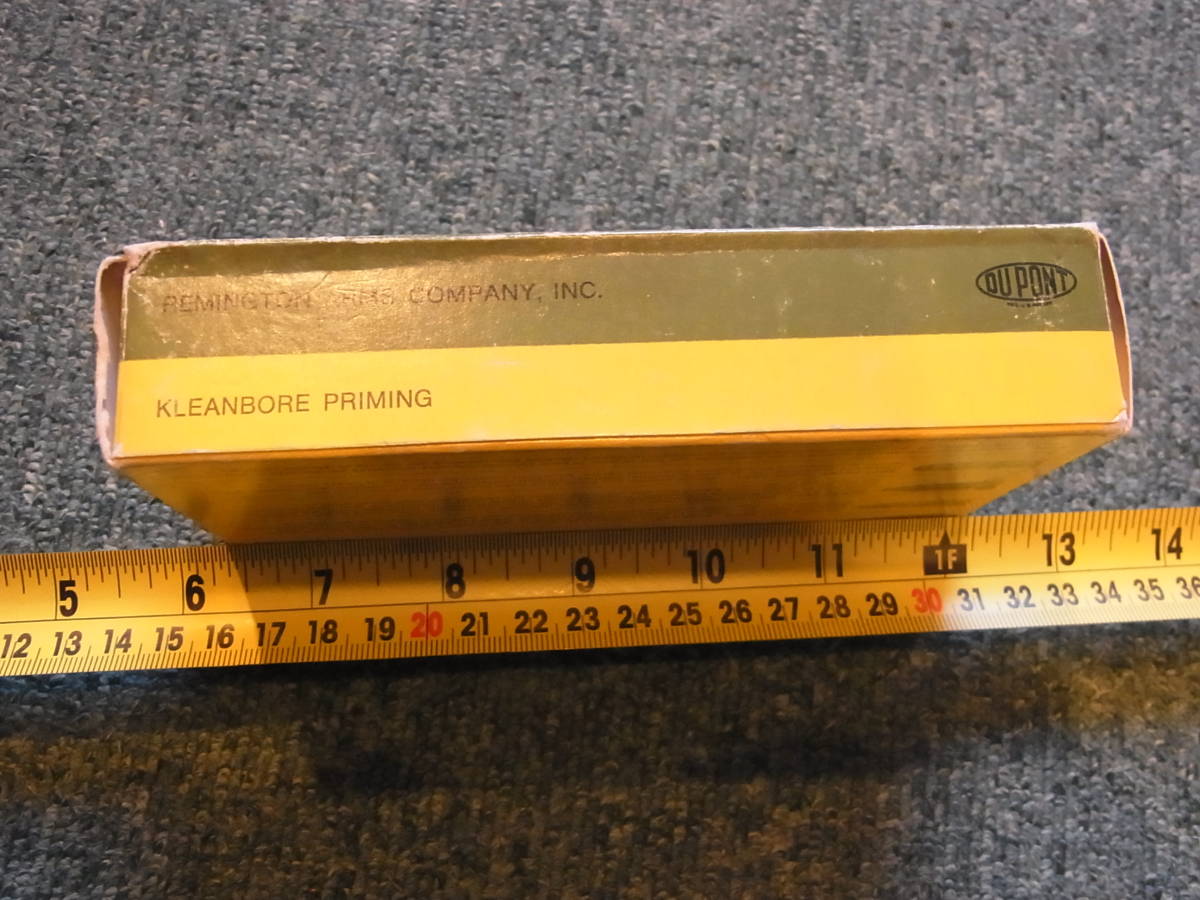 REMINGTON ARMS COMPANY, INC.
DU PONT
KLEANBORE PRIMING
5 6 7 8 9 10 11 1F 13 14
12 13 14 15 16 17 18 19 20 21 22 23 24 25 26 27 28 29 30 31 32 33 34 35 36